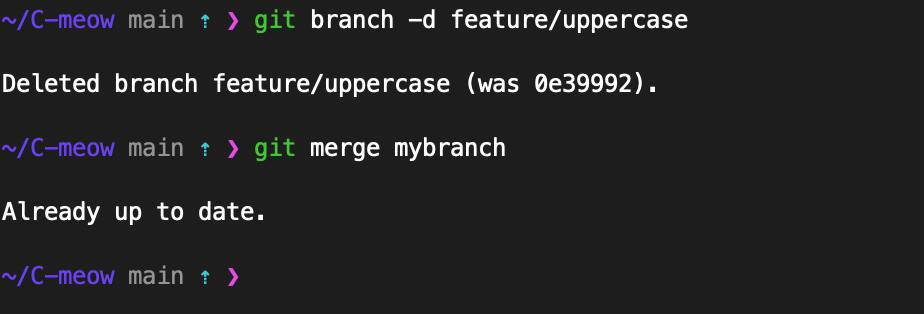 ~/C-meow main ⇡ ❯ git branch -d feature/uppercase
Deleted branch feature/uppercase (was 0e39992).
~/C-meow main ⇡ ❯ git merge mybranch
Already up to date.
~/C-meow main ⇡ ❯